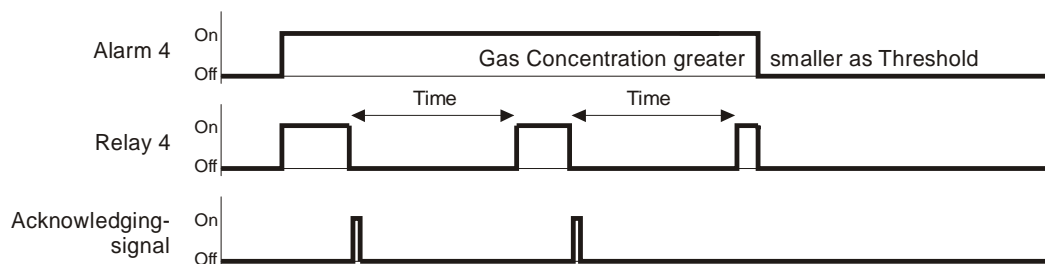 On
Alarm 4
Gas Concentration greater smaller as Threshold
Off
Time Time
On
Relay 4
Off
Acknowledging-
signal
On
Off